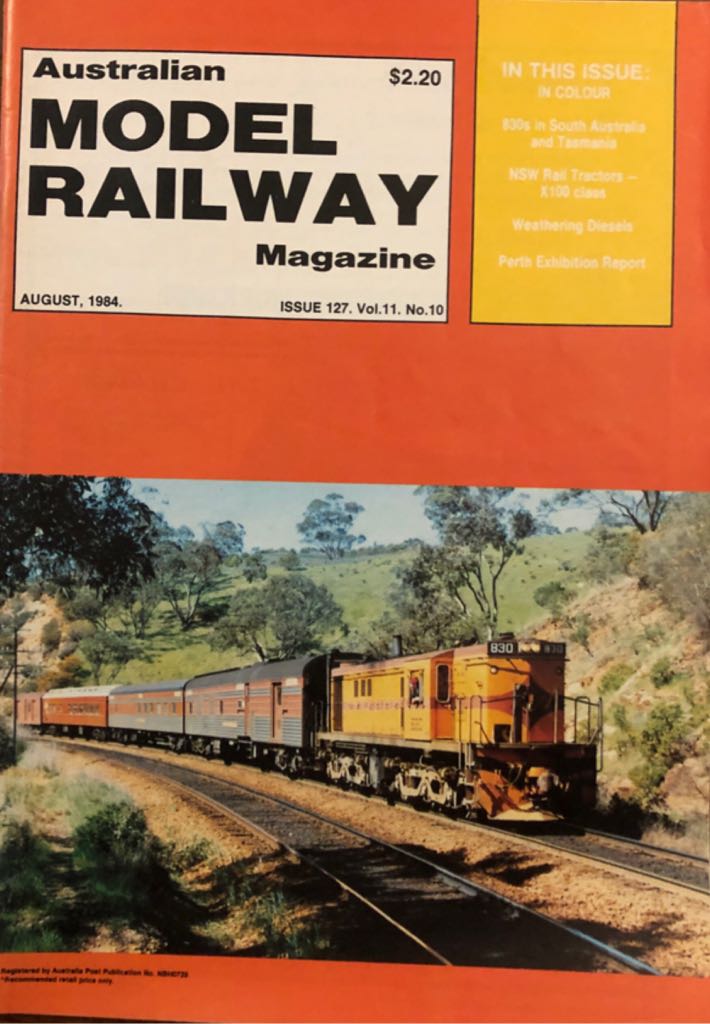 Australian
$2.20
MODEL
RAILWAY
Magazine
AUGUST, 1984.
ISSUE 127. Vol.11. No.10
IN THIS ISSUE:
IN COLOUR
830s in South Australia
and Tasmania
NSW Rail Tractors –
X100 class
Weathering Diesels
Perth Exhibition Report
830
830
Registered by Australia Post Publication No.
*Recommended retail price only.